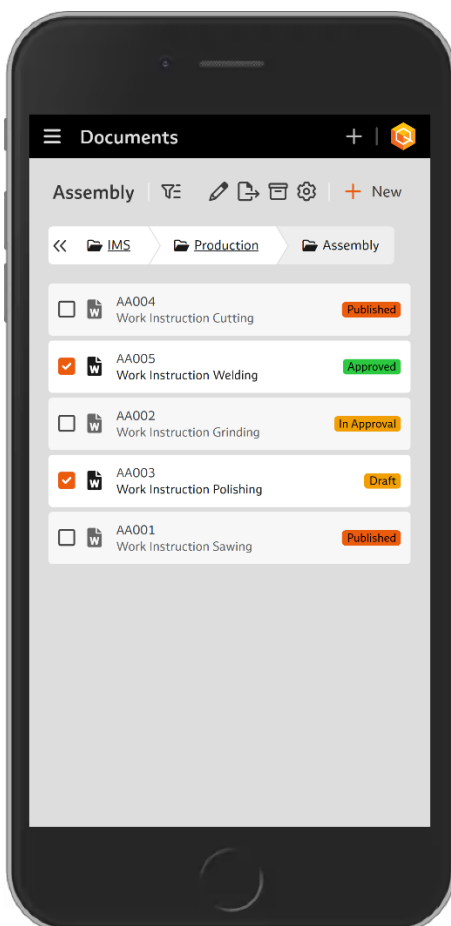 Documents
Assembly
New
IMS
Production
Assembly
AA004
Work Instruction Cutting
Published
AA005
Work Instruction Welding
Approved
AA002
Work Instruction Grinding
In Approval
AA003
Work Instruction Polishing
Draft
AA001
Work Instruction Sawing
Published